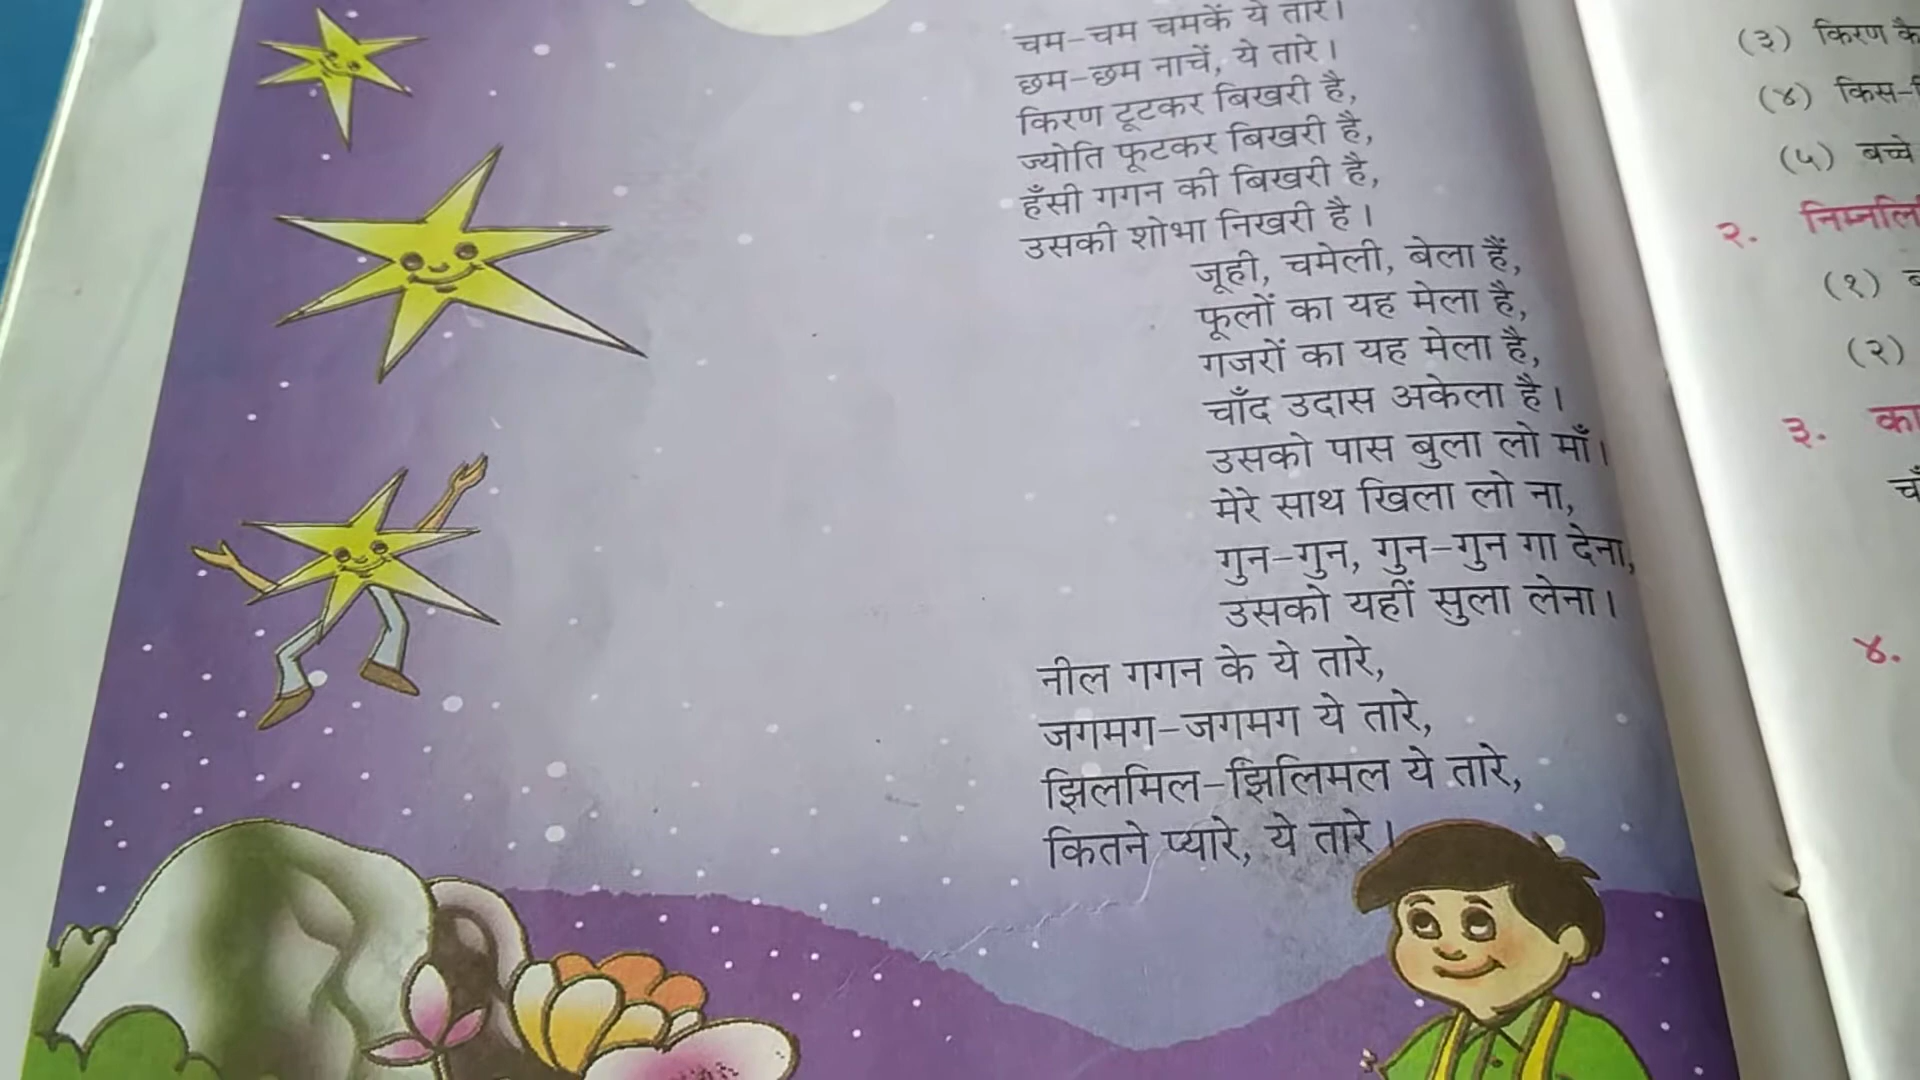 चम-चम चमकें ये तारे।
छम-छम नाचें, ये तारे।
किरण टूटकर बिखरी है,
ज्योति फूटकर बिखरी है,
हँसी गगन की बिखरी है,
उसकी शोभा निखरी है।
जूही, चमेली, बेला हैं,
फूलों का यह मेला है,
गजरों का यह मेला है,
चाँद उदास अकेला है।
उसको पास बुला लो माँ।
मेरे साथ खिला लो ना,
गुन-गुन, गुन-गुन गा देना,
उसको यहीं सुला लेना।
नील गगन के ये तारे,
जगमग-जगमग ये तारे,
झिलमिल-झिलिमल ये तारे,
कितने प्यारे, ये तारे।
(३) किरण
(४) किस-
(५) बच्चे
२.
(१)
(२)
३.
४.